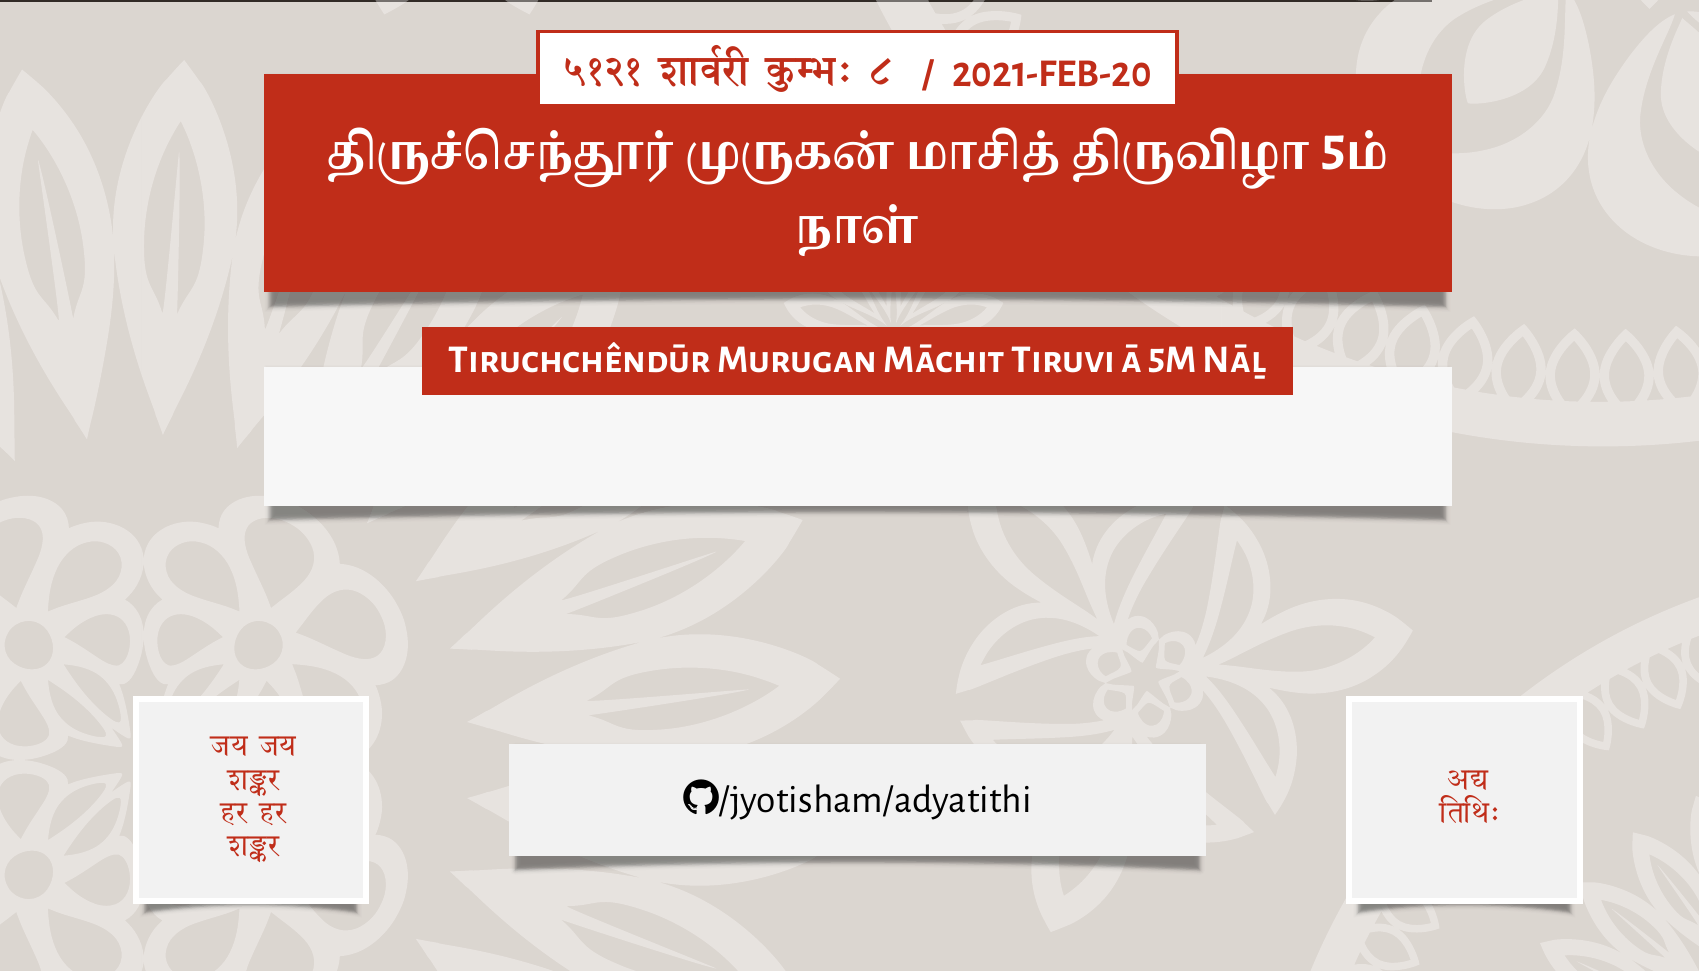 ५१२१ शार्वरी कुम्भः ८ / 2021-FEB-20
திருச்செந்தூர் முருகன் மாசித் திருவிழா 5ம்
நாள்
Tiruchchêndūr Murugan Māchit Tiruvi ā 5M Nāḻ
जय जय
शङ्कर
हर हर
शङ्कर
/jyotisham/adyatithi
अद्य
तिथिः